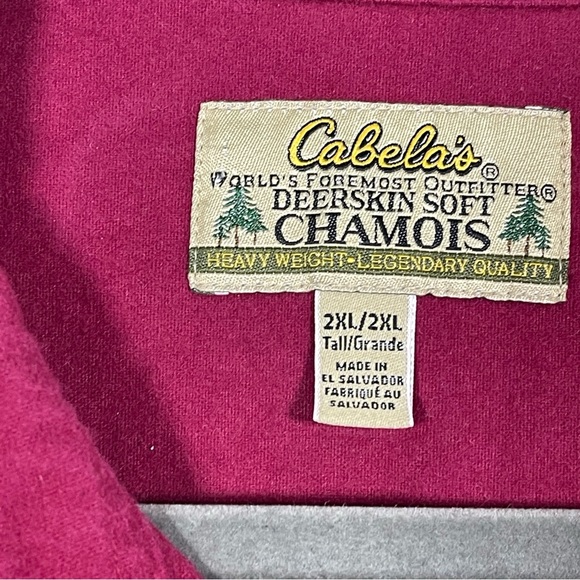 Cabela's®
WORLD'S FOREMOST OUTFITTER®
DEERSKIN SOFT
CHAMOIS
HEAVY WEIGHT-LEGENDARY QUALITY
2XL/2XL
Tall/Grande
MADE IN
EL SALVADOR
FABRIQUÉ AU
SALVADOR